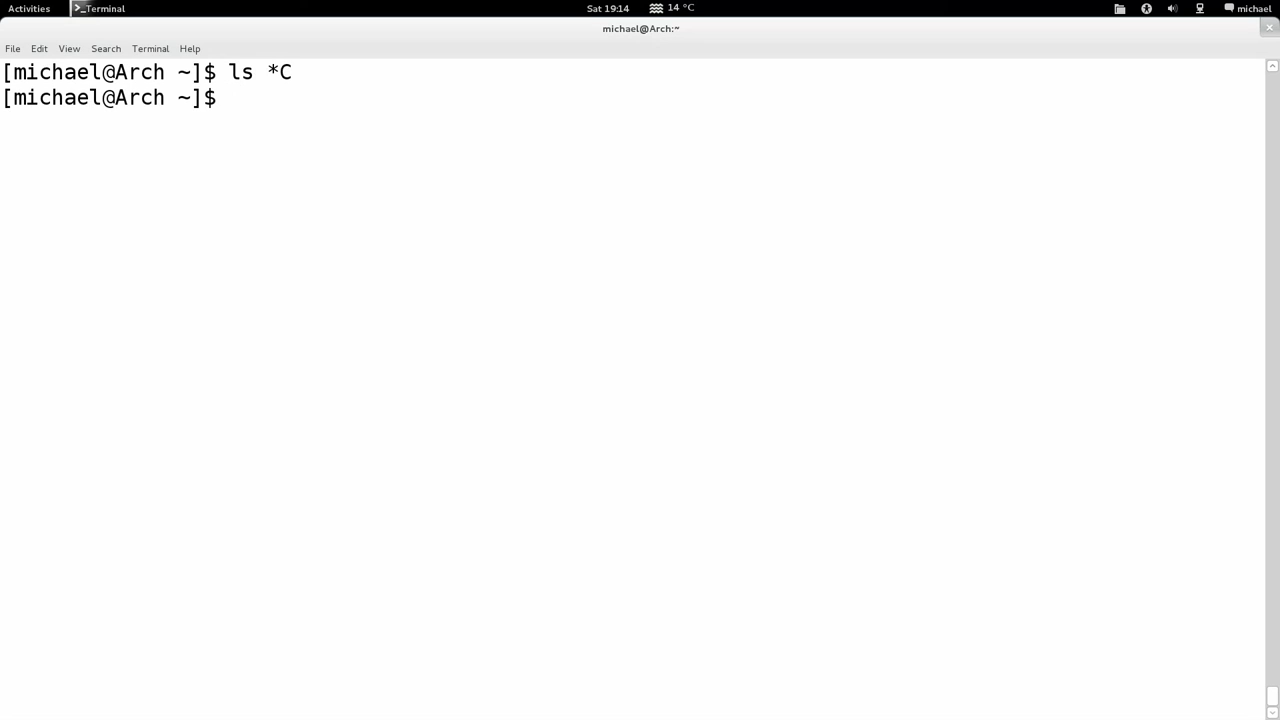 Activities >_Terminal Sat 19:14 14 °C michael
michael@Arch:~
File Edit View Search Terminal Help
[michael@Arch ~]$ ls *C
[michael@Arch ~]$